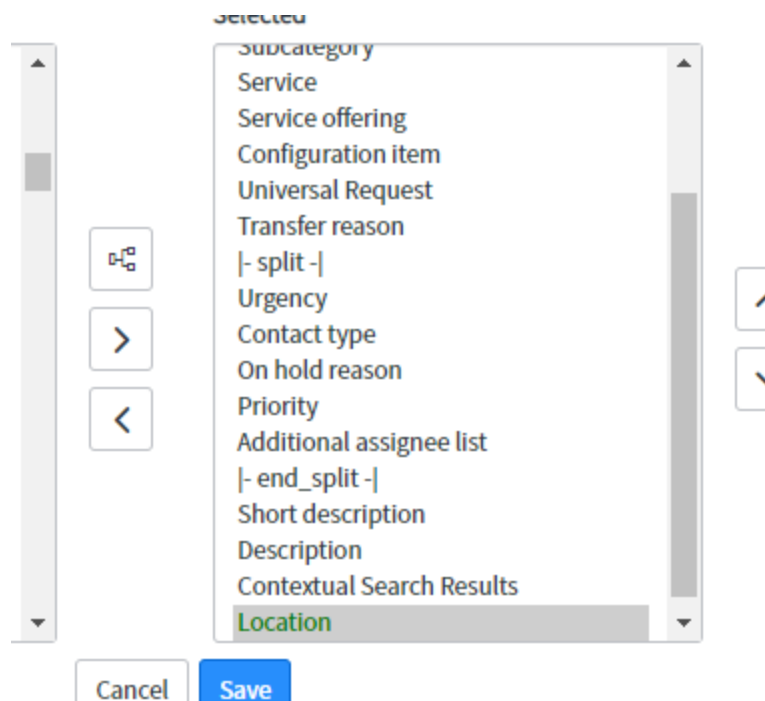 Selected
Subcategory
Service
Service offering
Configuration item
Universal Request
Transfer reason
|- split -|
Urgency
Contact type
On hold reason
Priority
Additional assignee list
|- end_split -|
Short description
Description
Contextual Search Results
Location
Cancel
Save